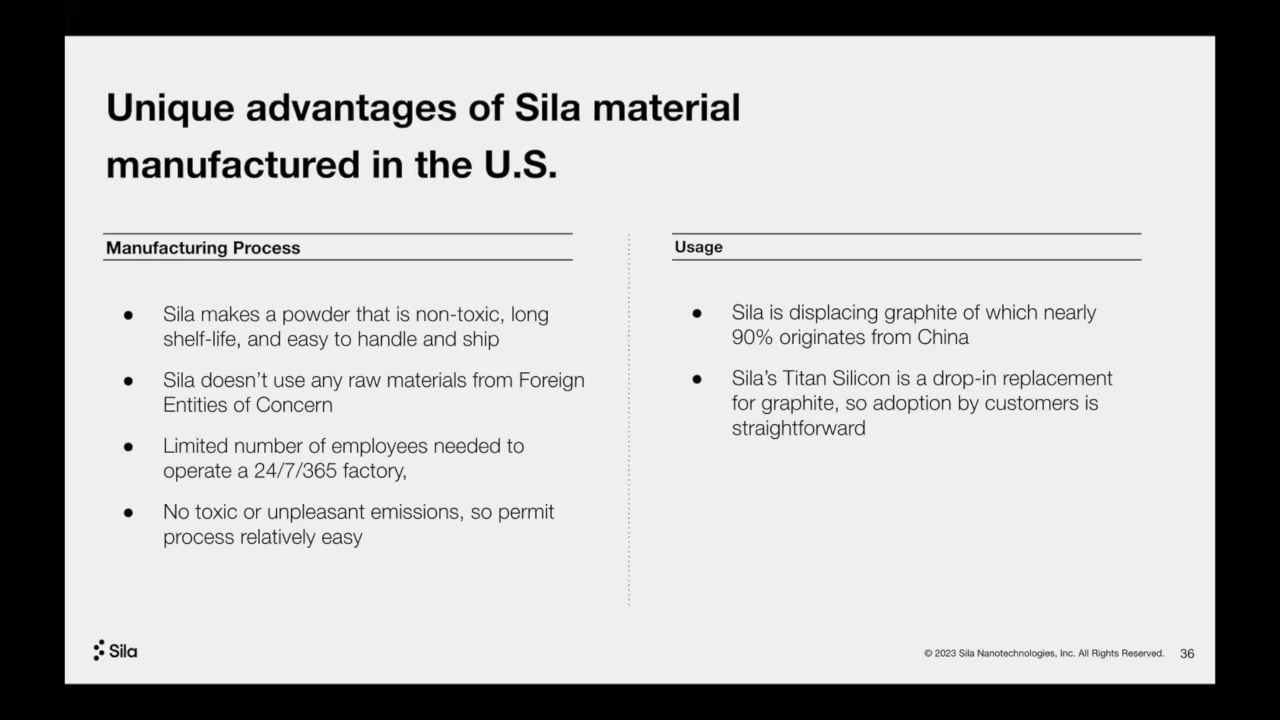 Unique advantages of Sila material
manufactured in the U.S.
Manufacturing Process
● Sila makes a powder that is non-toxic, long
shelf-life, and easy to handle and ship
● Sila doesn’t use any raw materials from Foreign
Entities of Concern
● Limited number of employees needed to
operate a 24/7/365 factory,
● No toxic or unpleasant emissions, so permit
process relatively easy
Usage
● Sila is displacing graphite of which nearly
90% originates from China
● Sila’s Titan Silicon is a drop-in replacement
for graphite, so adoption by customers is
straightforward
Sila
© 2023 Sila Nanotechnologies, Inc. All Rights Reserved. 36